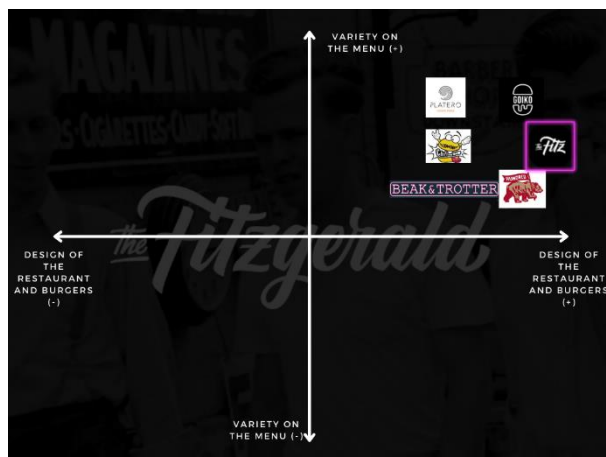 VARIETY ON
THE MENU (+)
MAGAZINES
CIGARETTES
PLATERO
GOIKO
the Fitz
BEAK&TROTTER
the Fitzgerald
DESIGN OF
THE
RESTAURANT
AND BURGERS
(-)
DESIGN OF
THE
RESTAURANT
AND BURGERS
(+)
VARIETY ON
THE MENU (-)